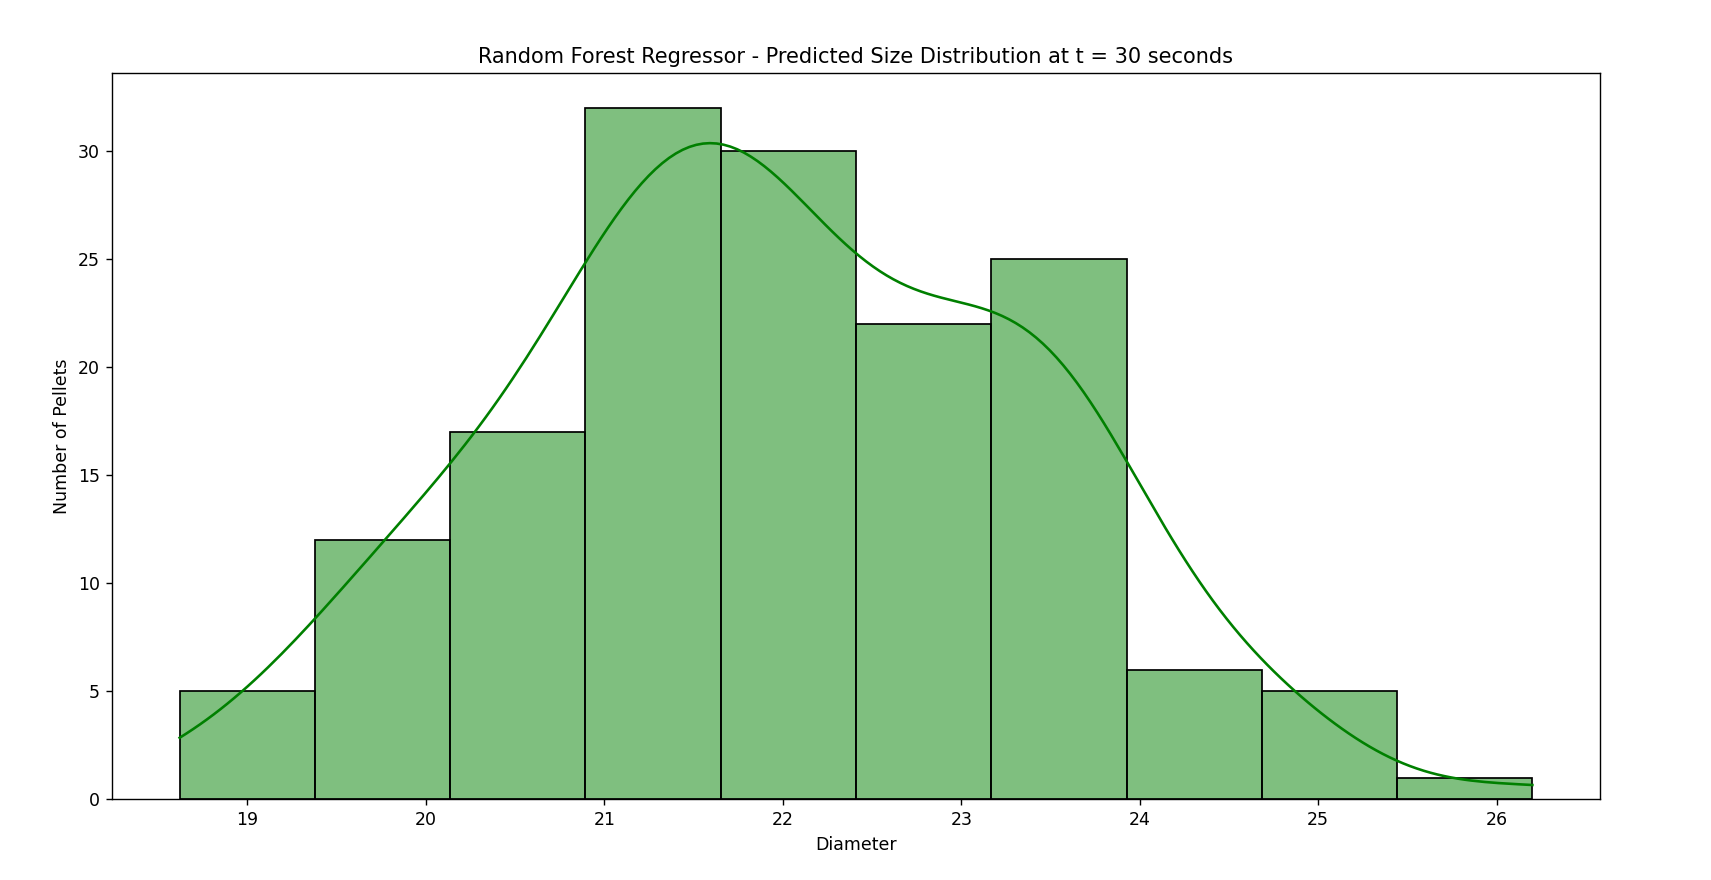 Random Forest Regressor - Predicted Size Distribution at t = 30 seconds
Number of Pellets
30
25
20
15
10
5
0
19 20 21 22 23 24 25 26
Diameter